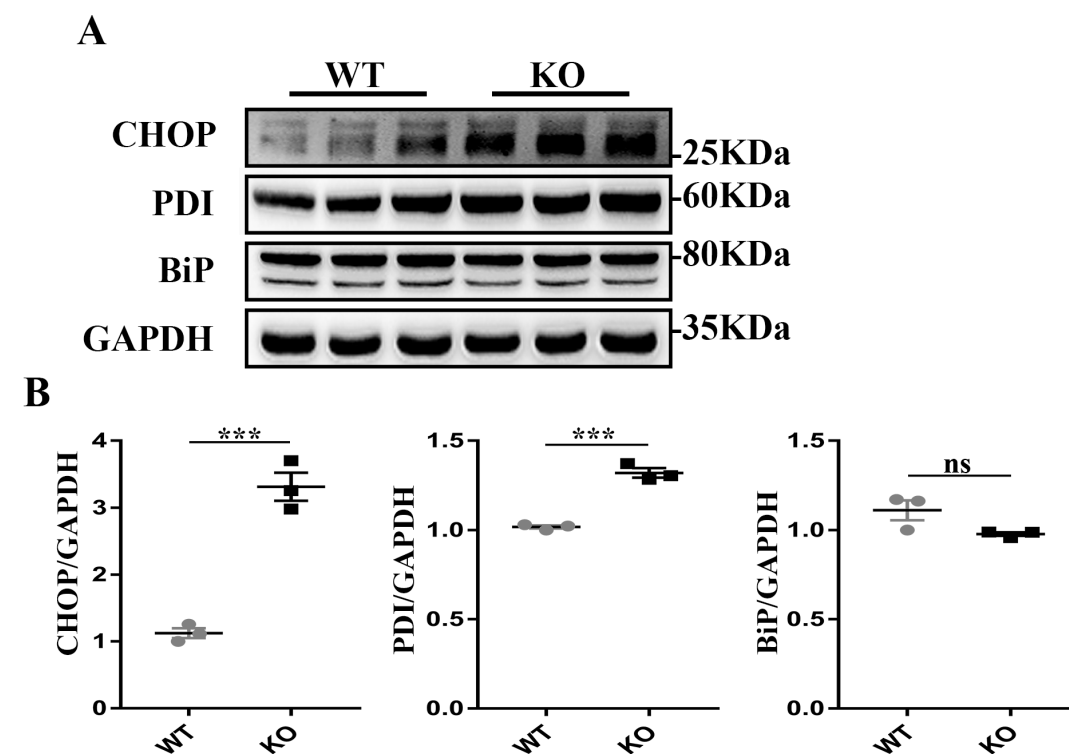 A
WT KO
CHOP -25KDa
PDI -60KDa
BiP -80KDa
GAPDH -35KDa
B
*** *** ns
CHOP/GAPDH
4
3
2
1
0
WT KO
PDI/GAPDH
1.5
1.0
0.5
0.0
WT KO
BiP/GAPDH
1.5
1.0
0.5
0.0
WT KO